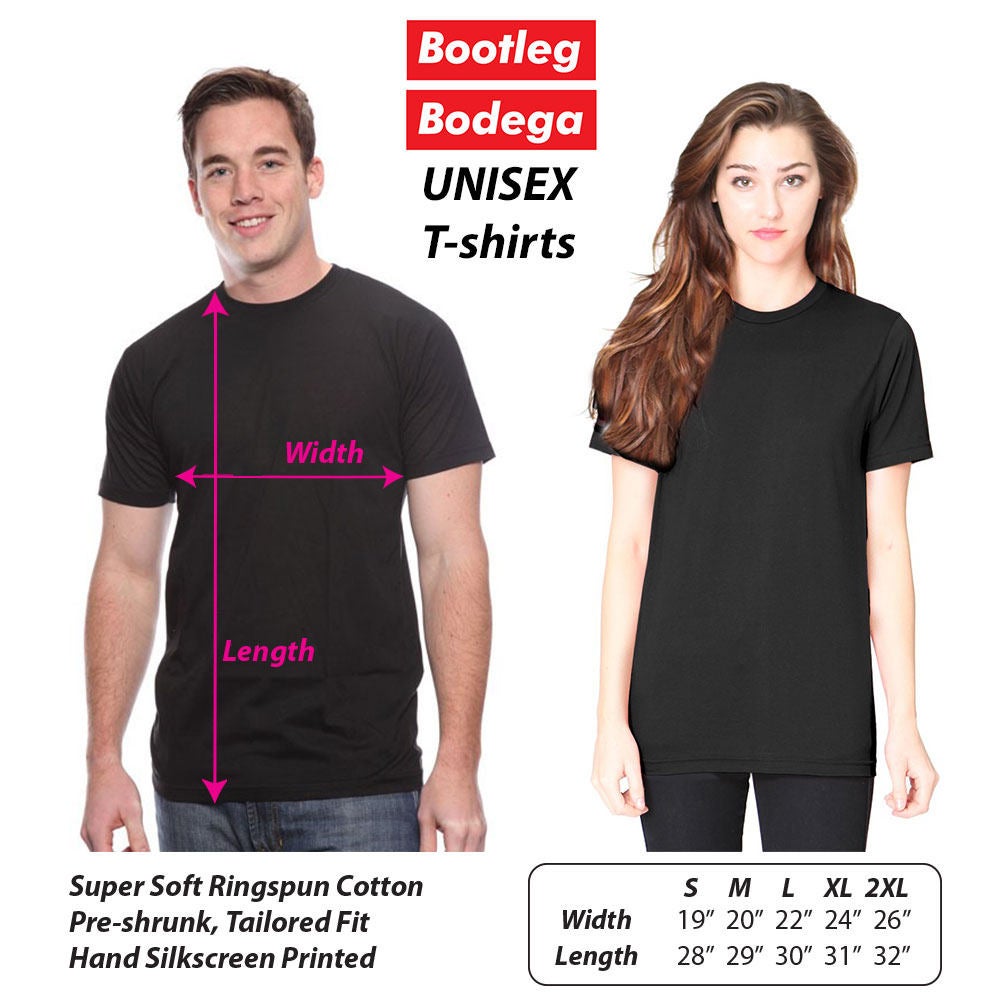 Bootleg
Bodega
UNISEX
T-shirts
Width
Length
Super Soft Ringspun Cotton
Pre-shrunk, Tailored Fit
Hand Silkscreen Printed
S M L XL 2XL
Width 19” 20” 22” 24” 26”
Length 28” 29” 30” 31” 32”